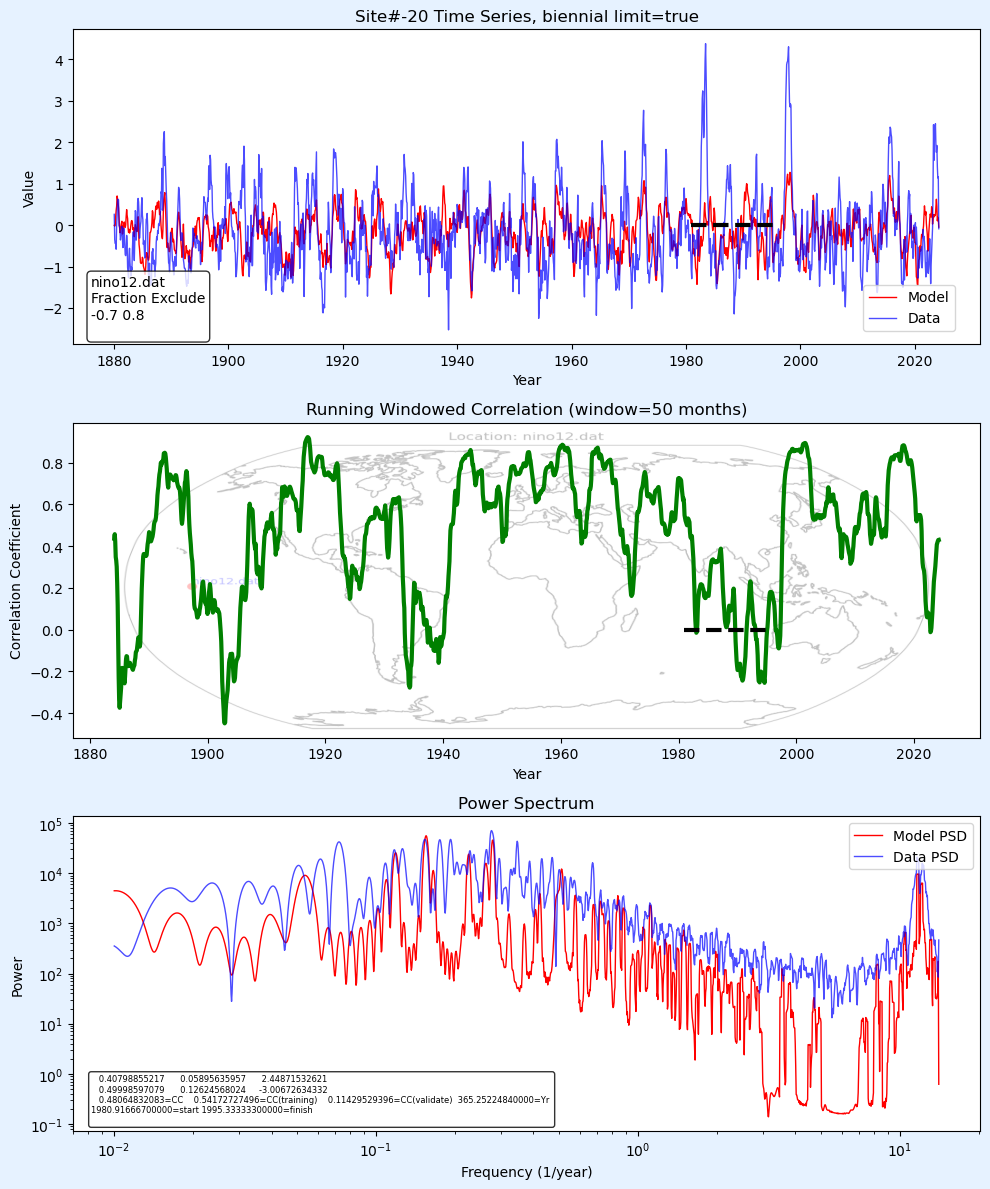 Site#-20 Time Series, biennial limit=true
Value
4
3
2
1
0
−1
−2
nino12.dat
Fraction Exclude
-0.7 0.8
Model
Data
1880 1900 1920 1940 1960 1980 2000 2020
Year
Running Windowed Correlation (window=50 months)
Location: nino12.dat
Correlation Coefficient
0.8
0.6
0.4
0.2
0.0
−0.2
−0.4
nino12.dat
1880 1900 1920 1940 1960 1980 2000 2020
Year
Power Spectrum
Power
10^5
10^4
10^3
10^2
10^1
10^0
10^−1
Model PSD
Data PSD
0.40798855217 0.05895635957 2.44871532621
0.49998597079 0.12624568024 -3.00672634332
0.48064832083=CC 0.54172727496=CC(training) 0.11429529396=CC(validate) 365.25224840000=Yr
1980.91666700000=start 1995.33333300000=finish
10^−2 10^−1 10^0 10^1
Frequency (1/year)